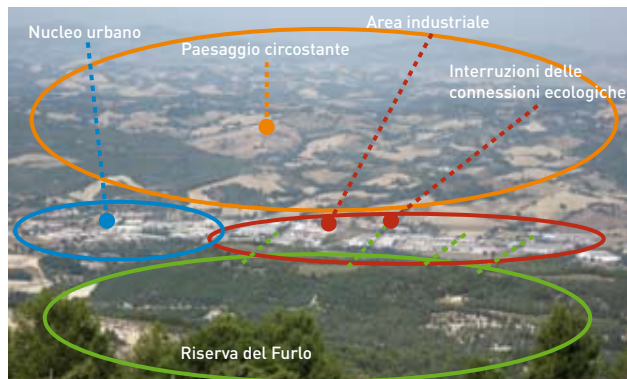 Nucleo urbano
Paesaggio circostante
Area industriale
Interruzioni delle
connessioni ecologiche
Riserva del Furlo